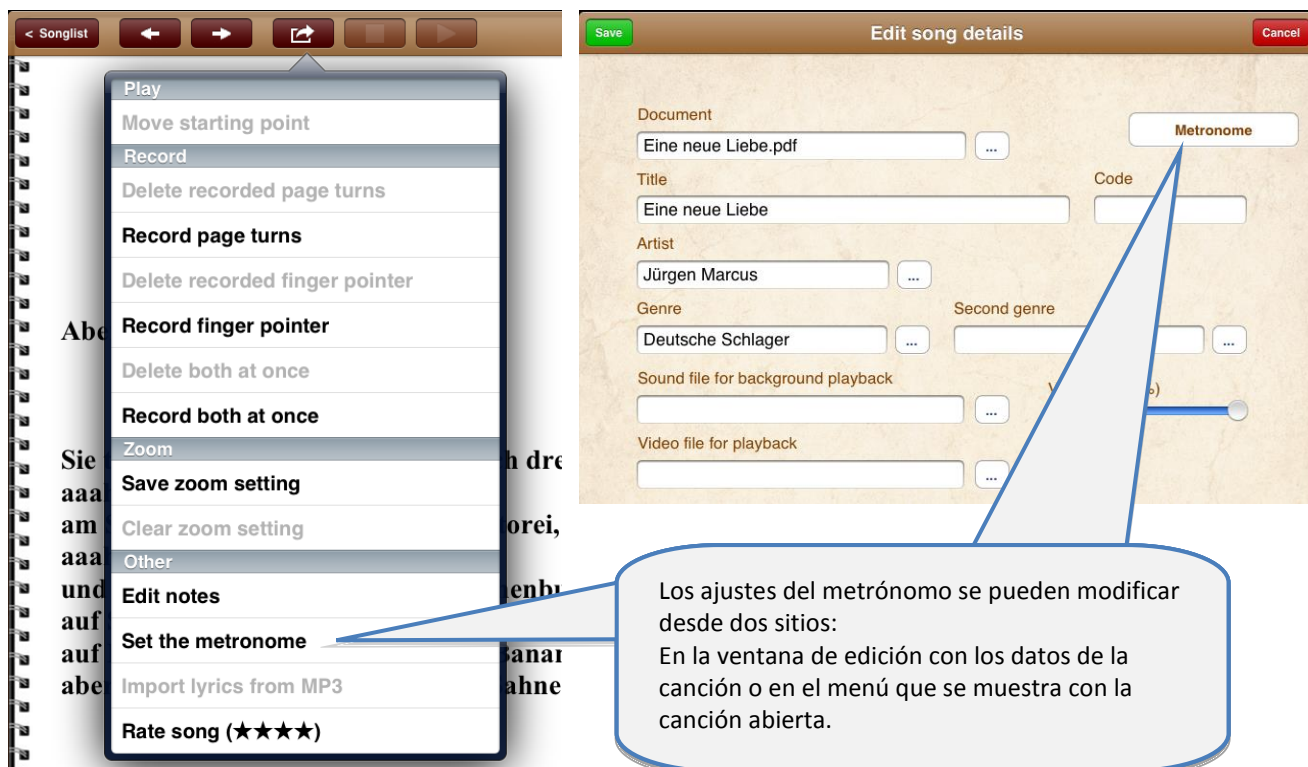 < Songlist
Play
Move starting point
Record
Delete recorded page turns
Record page turns
Delete recorded finger pointer
Record finger pointer
Delete both at once
Record both at once
Zoom
Save zoom setting
Clear zoom setting
Other
Edit notes
Set the metronome
Import lyrics from MP3
Rate song (★★★★)
Abe
Sie
h dre
aaal
am
orei,
aaal
und
enbu
auf
auf
anar
abe
ahne
Save
Edit song details
Cancel
Document
Eine neue Liebe.pdf
...
Metronome
Title
Code
Eine neue Liebe
Artist
Jürgen Marcus
...
Genre
Second genre
Deutsche Schlager
...
...
Sound file for background playback
...
Video file for playback
...
Los ajustes del metrónomo se pueden modificar
desde dos sitios:
En la ventana de edición con los datos de la
canción o en el menú que se muestra con la
canción abierta.